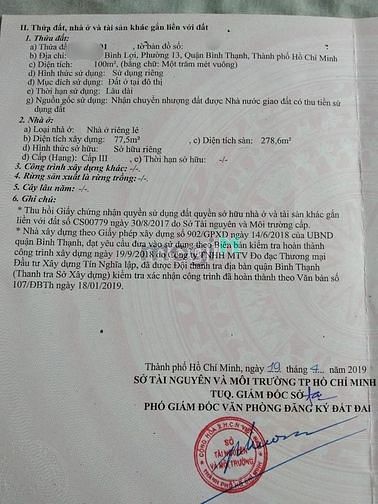 II. Thửa đất, nhà ở và tài sản khác gắn liền với đất
1. Thửa đất:
a) Thửa đ 01 , tờ bản đồ số:
b) Địa chỉ: Bình Lợi, Phường 13, Quận Bình Thạnh, Thành phố Hồ Chí Minh
c) Diện tích: 100m², (bằng chữ: Một trăm mét vuông)
d) Hình thức sử dụng: Sử dụng riêng
đ) Mục đích sử dụng: Đất ở tại đô thị
e) Thời hạn sử dụng: Lâu dài
g) Nguồn gốc sử dụng: Nhận chuyển nhượng đất được Nhà nước giao đất có thu tiền sử
dụng đất
2. Nhà ở:
a) Loại nhà ở: Nhà ở riêng lẻ
b) Diện tích xây dựng: 77,5m² , c) Diện tích sàn: 278,6m²
d) Hình thức sở hữu: Sở hữu riêng
đ) Cấp (Hạng): Cấp III , e) Thời hạn sở hữu: -/-
3. Công trình xây dựng khác: -/-
4. Rừng sản xuất là rừng trồng: -/-
5. Cây lâu năm: -/-
6. Ghi chú:
* Thu hồi Giấy chứng nhận quyền sử dụng đất quyền sở hữu nhà ở và tài sản khác gắn
liền với đất số CS00779 ngày 30/8/2017 do Sở Tài nguyên và Môi trường cấp.
* Nhà xây dựng theo Giấy phép xây dựng số 902/GPXD ngày 14/6/2018 của UBND
quận Bình Thạnh, đạt yêu cầu đưa vào sử dụng theo Biên bản kiểm tra hoàn thành
công trình xây dựng ngày 19/9/2018 do Công ty TNHH MTV Đo đạc Thương mại
Đầu tư Xây dựng Tín Nghĩa lập, đã được Đội thanh tra địa bàn quận Bình Thạnh
(Thanh tra Sở Xây dựng) kiểm tra xác nhận công trình đã hoàn thành theo Văn bản số
107/ĐBTh ngày 18/01/2019.
Thành phố Hồ Chí Minh, ngày 19 tháng 4 năm 2019
SỞ TÀI NGUYÊN VÀ MÔI TRƯỜNG TP HỒ CHÍ MINH
TUQ. GIÁM ĐỐC SỞ
PHÓ GIÁM ĐỐC VĂN PHÒNG ĐĂNG KÝ ĐẤT ĐAI
SỞ
TÀI NGUYÊN
VÀ MÔI TRƯỜNG